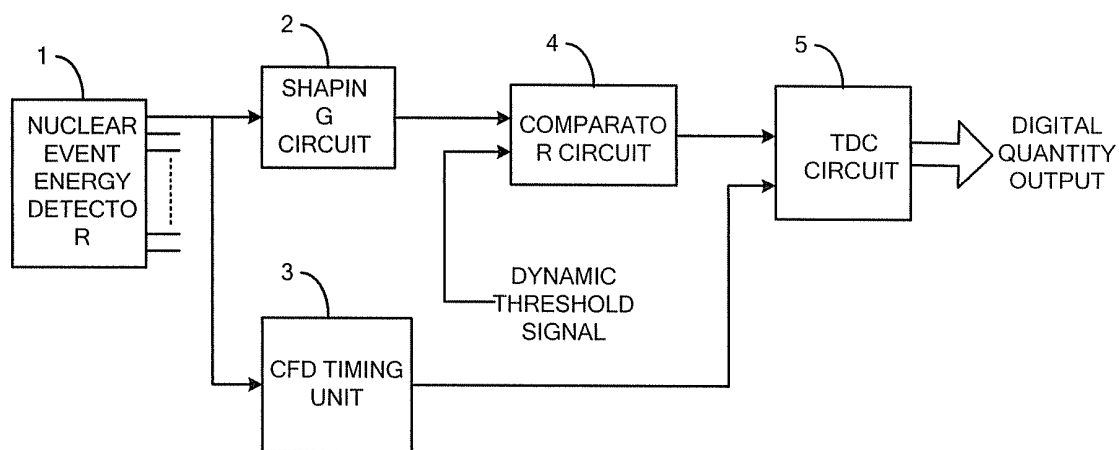 1
NUCLEAR
EVENT
ENERGY
DETECTO
R
2
SHAPIN
G
CIRCUIT
4
COMPARATO
R CIRCUIT
5
TDC
CIRCUIT
DIGITAL
QUANTITY
OUTPUT
DYNAMIC
THRESHOLD
SIGNAL
3
CFD TIMING
UNIT